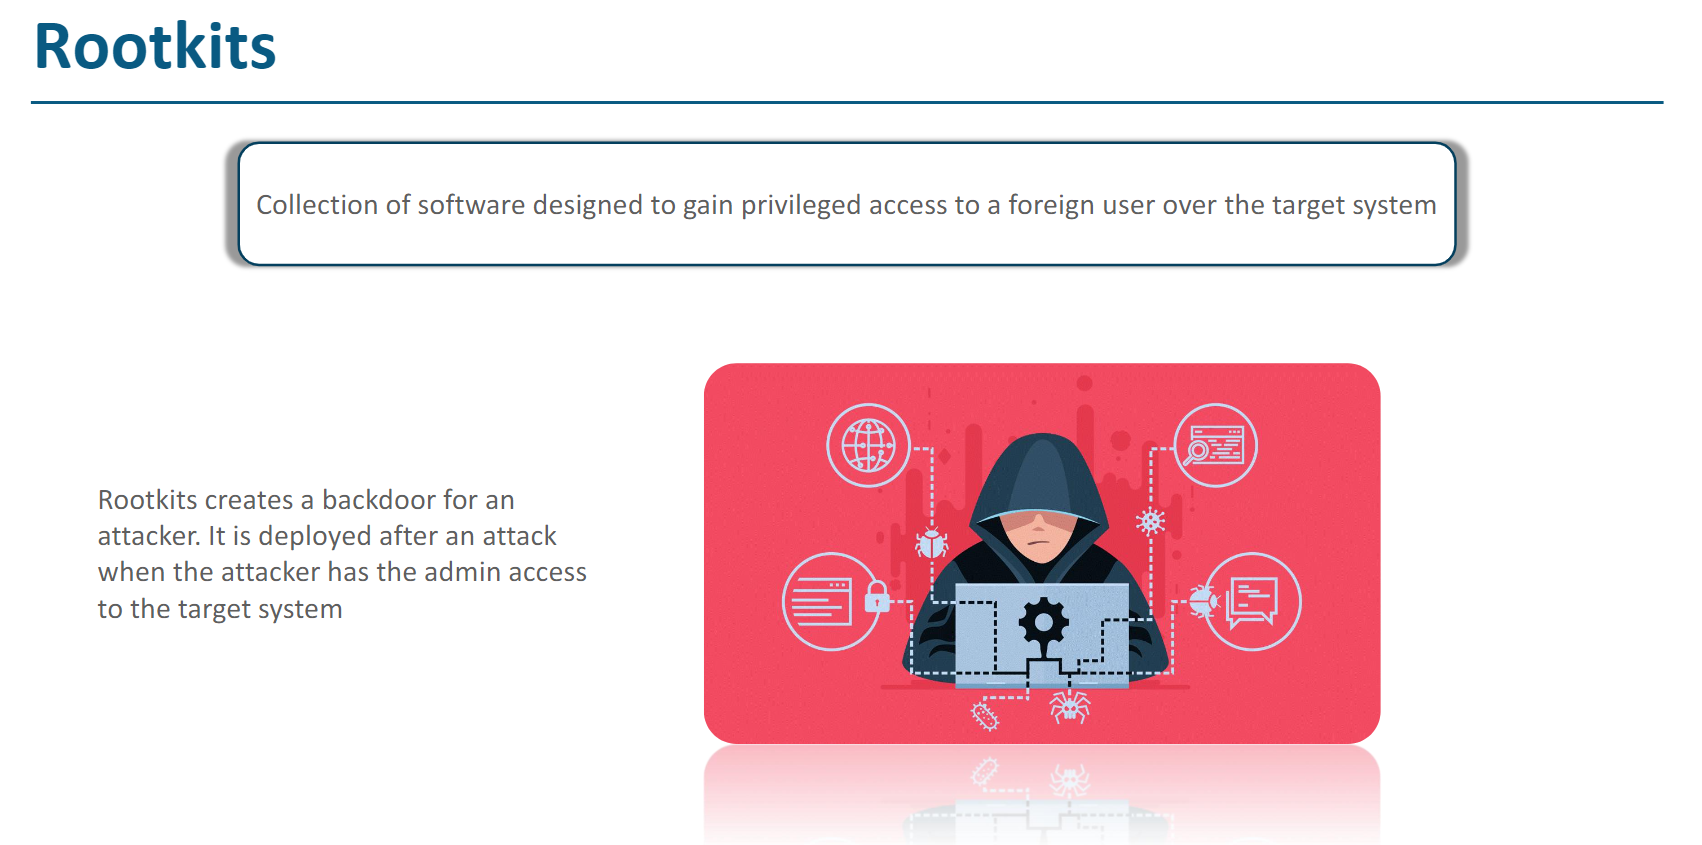 Rootkits
Collection of software designed to gain privileged access to a foreign user over the target system
Rootkits creates a backdoor for an
attacker. It is deployed after an attack
when the attacker has the admin access
to the target system